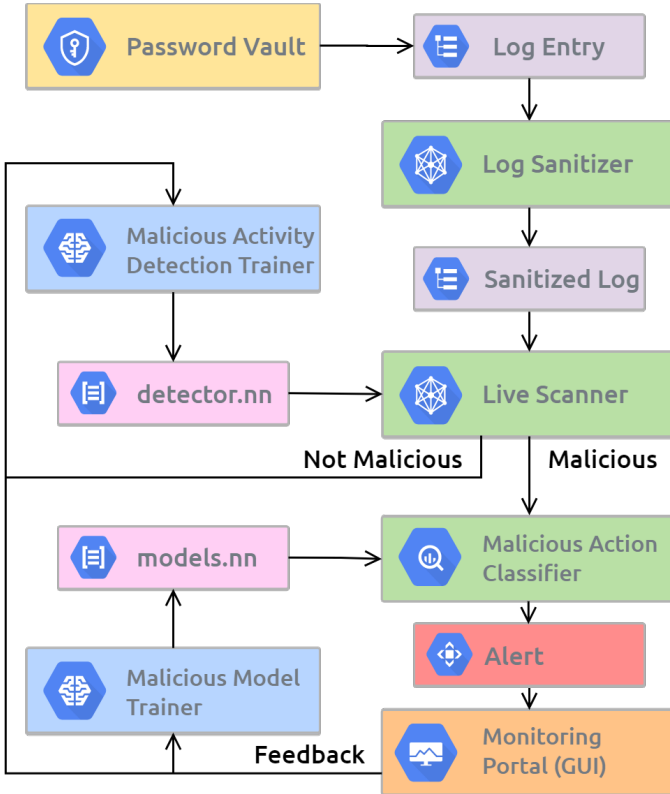 Password Vault
Log Entry
Log Sanitizer
Malicious Activity
Detection Trainer
Sanitized Log
detector.nn
Live Scanner
Not Malicious
Malicious
models.nn
Malicious Action
Classifier
Malicious Model
Trainer
Alert
Feedback
Monitoring
Portal (GUI)